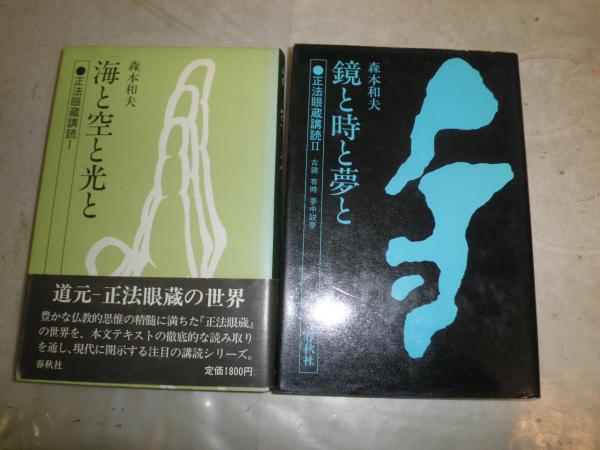 森本和夫
海と空と光と
●正法眼蔵講読Ⅰ
道元−正法眼蔵の世界
豊かな仏教的思惟の精髄に満ちた『正法眼蔵』
の世界を、本文テキストの徹底的な読み取り
を通し、現代に開示する注目の講読シリーズ。
春秋社
定価1800円
森本和夫
鏡と時と夢と
●正法眼蔵講読Ⅱ
古鏡 有時 夢中説夢
春秋社